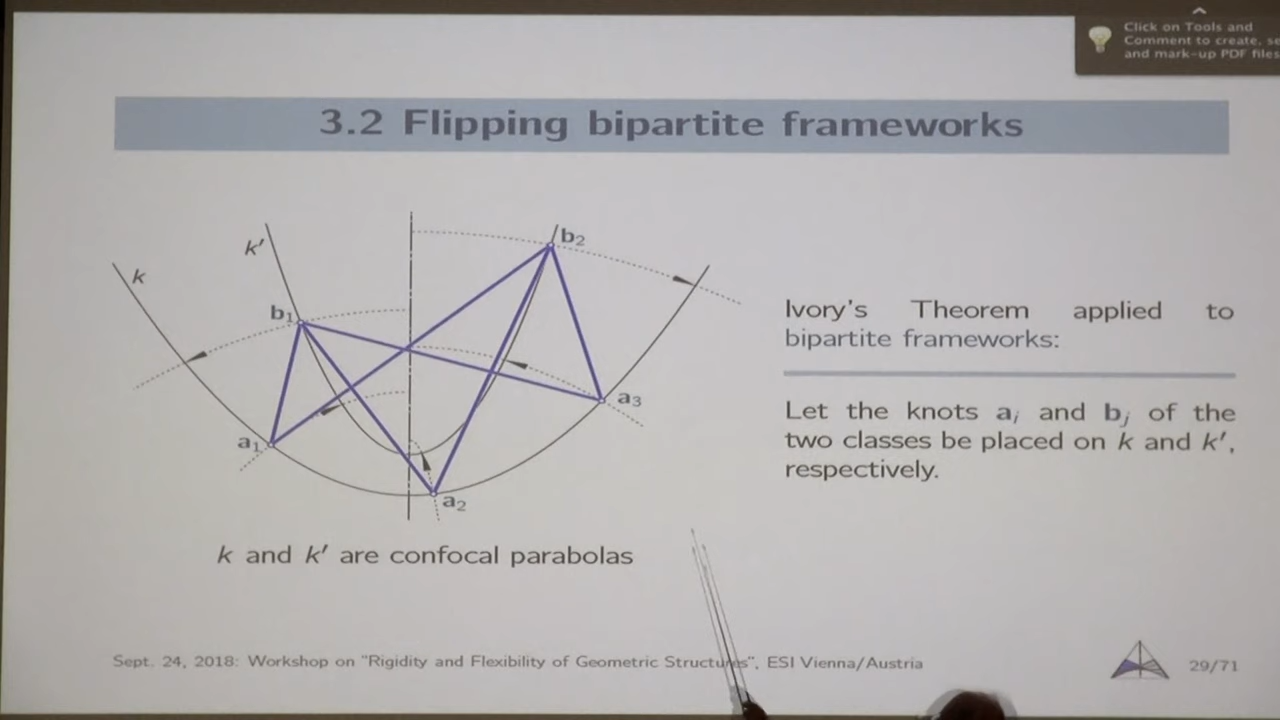 Click on Tools and
Comment to create, se
and mark-up PDF files
3.2 Flipping bipartite frameworks
k
k′
b₁
b₂
a₁
a₂
a₃
k and k′ are confocal parabolas
Ivory's Theorem applied to
bipartite frameworks:
Let the knots aᵢ and bⱼ of the
two classes be placed on k and k′,
respectively.
Sept. 24, 2018: Workshop on "Rigidity and Flexibility of Geometric Structures", ESI Vienna/Austria
29/71